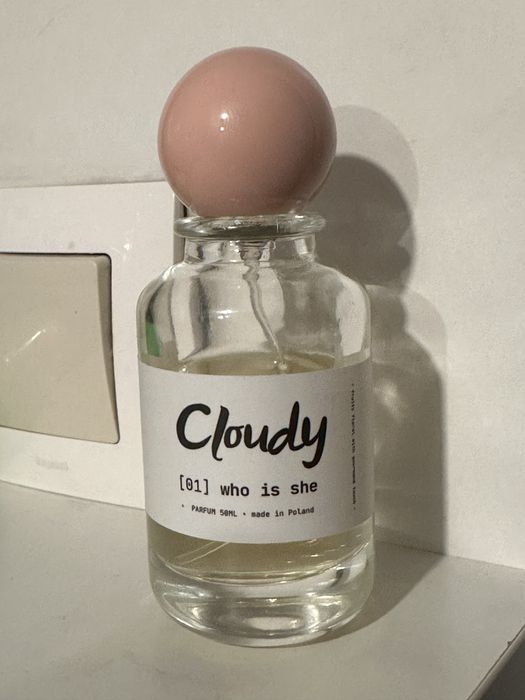 Cloudy
[01] who is she
• PARFUM 50ML • made in Poland